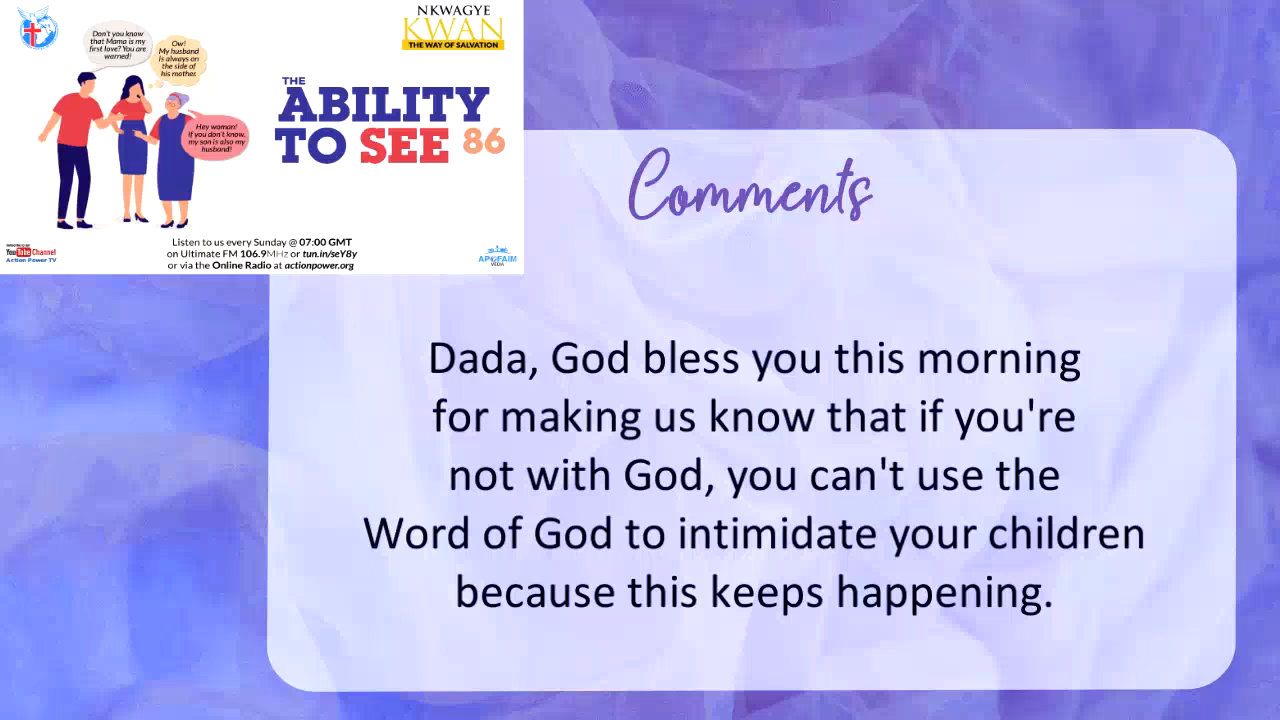 Don't you know
that Mama is my
first love? You are
warned!
Ow!
My husband
is always on
the side of
his mother.
Hey woman!
If you don't know,
my son is also my
husband!
NKWAGYE
KWAN
THE WAY OF SALVATION
THE
ABILITY
TO SEE 86
Listen to us every Sunday @ 07:00 GMT
on Ultimate FM 106.9MHz or tun.in/seY8y
or via the Online Radio at actionpower.org
YouTube Channel
Action Power TV
APOFAIM
MEDIA
Comments
Dada, God bless you this morning
for making us know that if you're
not with God, you can't use the
Word of God to intimidate your children
because this keeps happening.